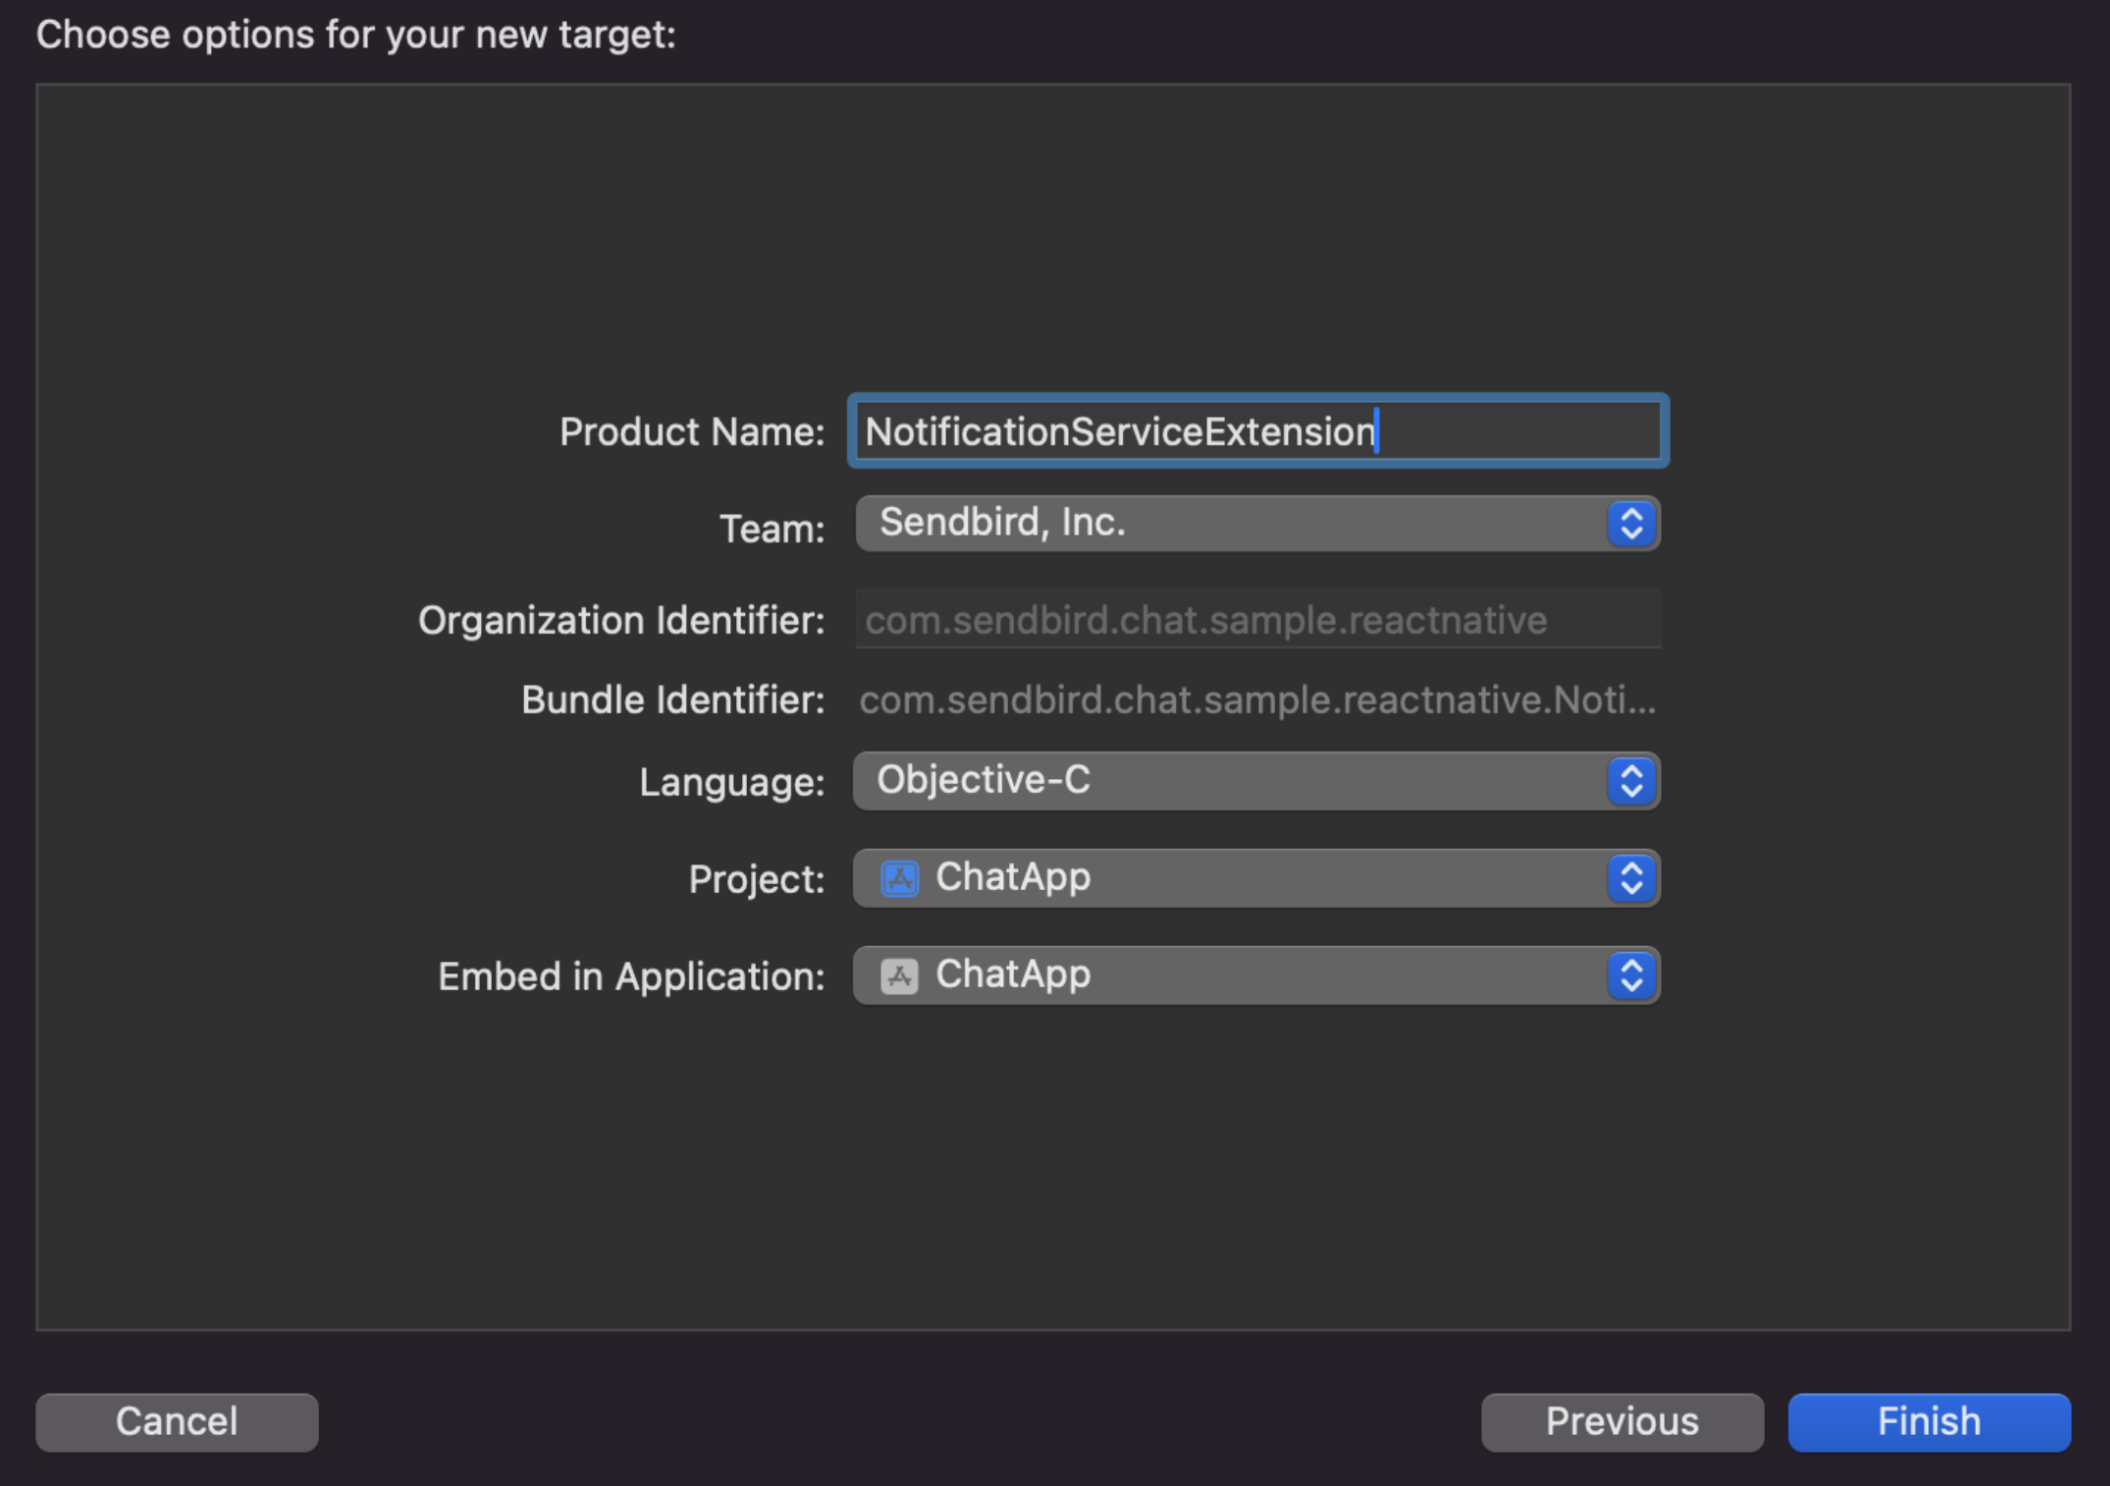 Choose options for your new target:
Product Name: NotificationServiceExtension
Team: Sendbird, Inc.
Organization Identifier: com.sendbird.chat.sample.reactnative
Bundle Identifier: com.sendbird.chat.sample.reactnative.Noti...
Language: Objective-C
Project: ChatApp
Embed in Application: ChatApp
Cancel Previous Finish